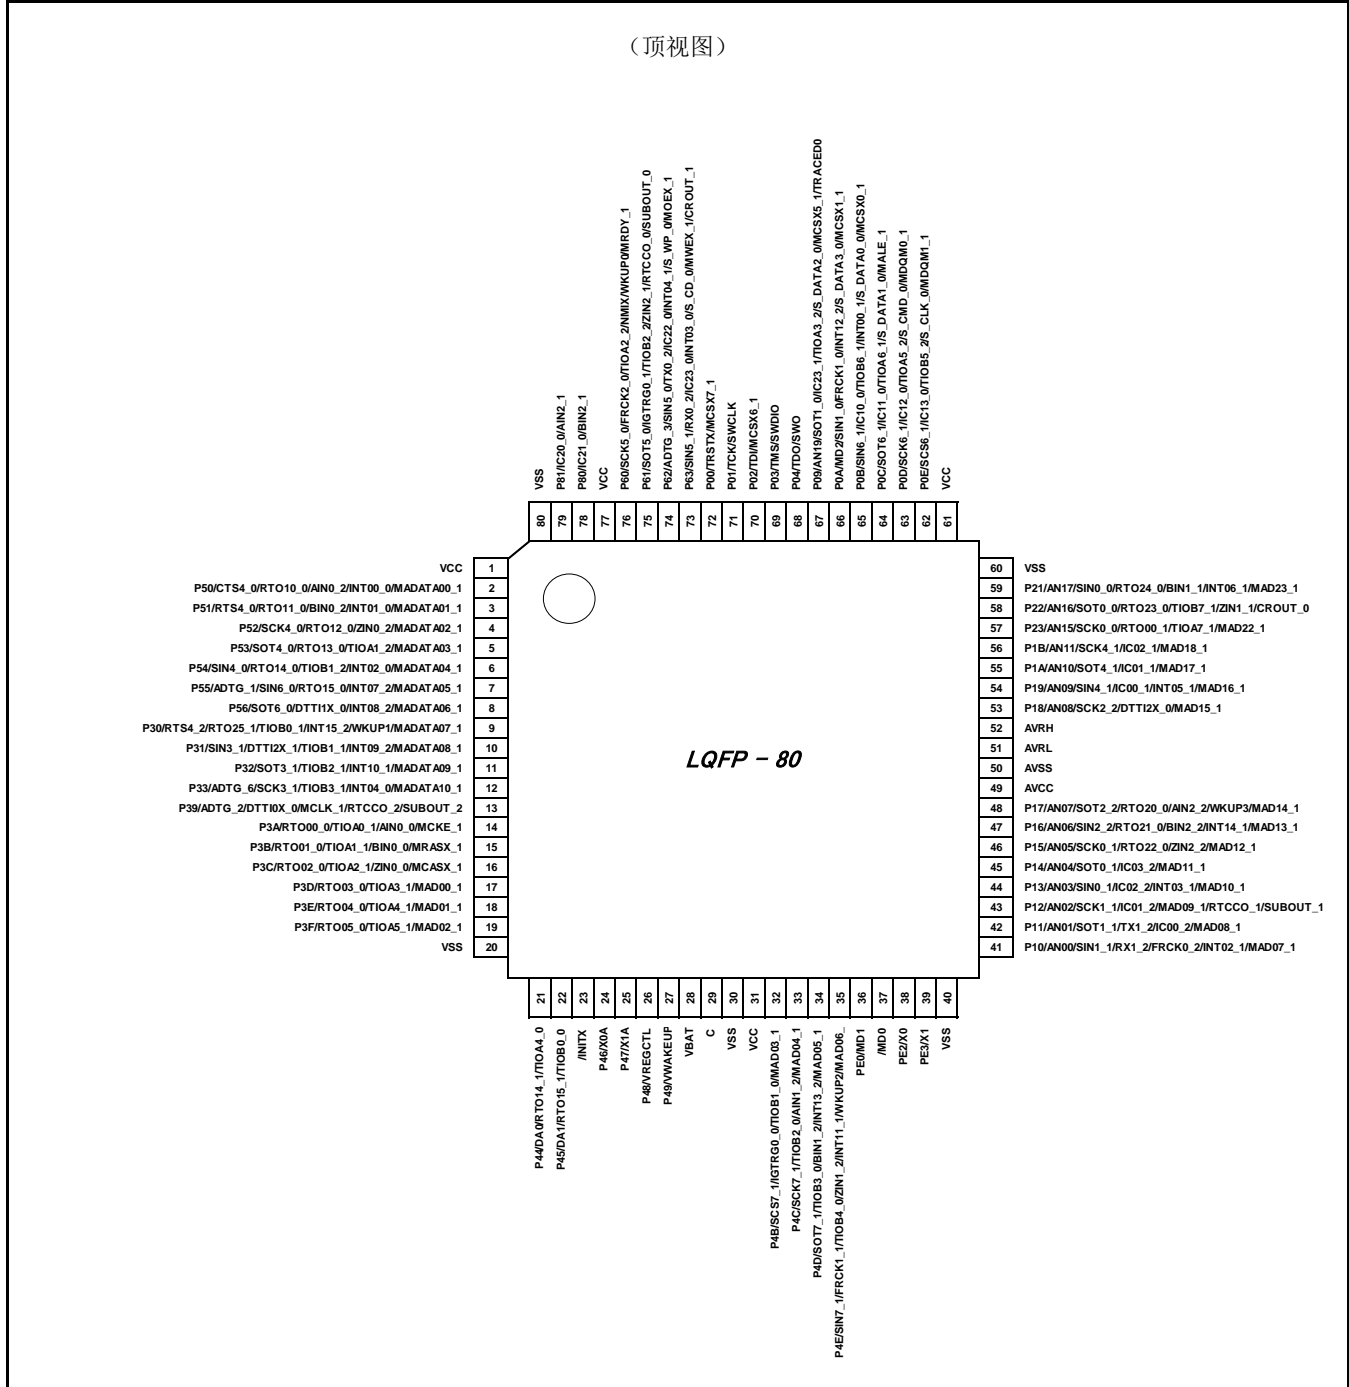 （顶视图）
VSS
P81/IC20_0/AIN2_1
P80/IC21_0/BIN2_1
VCC
P60/SCK5_0/FRCK2_0/TIOA2_2/NMIX/WKUP0/MRDY_1
P61/SOT5_0/IGTRG0_1/TIOB2_2/ZIN2_1/RTCCO_0/SUBOUT_0
P62/ADTG_3/SIN5_0/TX0_2/IC22_0/INT04_1/S_WP_0/MOEX_1
P63/SIN5_1/RX0_2/IC23_0/INT03_0/S_CD_0/MWEX_1/CROUT_1
P00/TRSTX/MCSX7_1
P01/TCK/SWCLK
P02/TDI/MCSX6_1
P03/TMS/SWDIO
P04/TDO/SWO
P09/AN19/SOT1_0/IC23_1/TIOA3_2/S_DATA2_0/MCSX5_1/TRACED0
P0A/MD2/SIN1_0/FRCK1_0/INT12_2/S_DATA3_0/MCSX1_1
P0B/SIN6_1/IC10_0/TIOB6_1/INT00_1/S_DATA0_0/MCSX0_1
P0C/SOT6_1/IC11_0/TIOA6_1/S_DATA1_0/MALE_1
P0D/SCK6_1/IC12_0/TIOA5_2/S_CMD_0/MDQM0_1
P0E/SCS6_1/IC13_0/TIOB5_2/S_CLK_0/MDQM1_1
VCC
80 79 78 77 76 75 74 73 72 71 70 69 68 67 66 65 64 63 62 61
VCC 1
P50/CTS4_0/RTO10_0/AIN0_2/INT00_0/MADATA00_1 2
P51/RTS4_0/RTO11_0/BIN0_2/INT01_0/MADATA01_1 3
P52/SCK4_0/RTO12_0/ZIN0_2/MADATA02_1 4
P53/SOT4_0/RTO13_0/TIOA1_2/MADATA03_1 5
P54/SIN4_0/RTO14_0/TIOB1_2/INT02_0/MADATA04_1 6
P55/ADTG_1/SIN6_0/RTO15_0/INT07_2/MADATA05_1 7
P56/SOT6_0/DTTI1X_0/INT08_2/MADATA06_1 8
P30/RTS4_2/RTO25_1/TIOB0_1/INT15_2/WKUP1/MADATA07_1 9
P31/SIN3_1/DTTI2X_1/TIOB1_1/INT09_2/MADATA08_1 10
P32/SOT3_1/TIOB2_1/INT10_1/MADATA09_1 11
P33/ADTG_6/SCK3_1/TIOB3_1/INT04_0/MADATA10_1 12
P39/ADTG_2/DTTI0X_0/MCLK_1/RTCCO_2/SUBOUT_2 13
P3A/RTO00_0/TIOA0_1/AIN0_0/MCKE_1 14
P3B/RTO01_0/TIOA1_1/BIN0_0/MRASX_1 15
P3C/RTO02_0/TIOA2_1/ZIN0_0/MCASX_1 16
P3D/RTO03_0/TIOA3_1/MAD00_1 17
P3E/RTO04_0/TIOA4_1/MAD01_1 18
P3F/RTO05_0/TIOA5_1/MAD02_1 19
VSS 20
LQFP - 80
60 VSS
59 P21/AN17/SIN0_0/RTO24_0/BIN1_1/INT06_1/MAD23_1
58 P22/AN16/SOT0_0/RTO23_0/TIOB7_1/ZIN1_1/CROUT_0
57 P23/AN15/SCK0_0/RTO00_1/TIOA7_1/MAD22_1
56 P1B/AN11/SCK4_1/IC02_1/MAD18_1
55 P1A/AN10/SOT4_1/IC01_1/MAD17_1
54 P19/AN09/SIN4_1/IC00_1/INT05_1/MAD16_1
53 P18/AN08/SCK2_2/DTTI2X_0/MAD15_1
52 AVRH
51 AVRL
50 AVSS
49 AVCC
48 P17/AN07/SOT2_2/RTO20_0/AIN2_2/WKUP3/MAD14_1
47 P16/AN06/SIN2_2/RTO21_0/BIN2_2/INT14_1/MAD13_1
46 P15/AN05/SCK0_1/RTO22_0/ZIN2_2/MAD12_1
45 P14/AN04/SOT0_1/IC03_2/MAD11_1
44 P13/AN03/SIN0_1/IC02_2/INT03_1/MAD10_1
43 P12/AN02/SCK1_1/IC01_2/MAD09_1/RTCCO_1/SUBOUT_1
42 P11/AN01/SOT1_1/TX1_2/IC00_2/MAD08_1
41 P10/AN00/SIN1_1/RX1_2/FRCK0_2/INT02_1/MAD07_1
21 22 23 24 25 26 27 28 29 30 31 32 33 34 35 36 37 38 39 40
P44/DA0/RTO14_1/TIOA4_0
P45/DA1/RTO15_1/TIOB0_0
/INITX
P46/X0A
P47/X1A
P48/VREGCTL
P49/VWAKEUP
VBAT
C
VSS
VCC
P4B/SCS7_1/IGTRG0_0/TIOB1_0/MAD03_1
P4C/SCK7_1/TIOB2_0/AIN1_2/MAD04_1
P4D/SOT7_1/TIOB3_0/BIN1_2/INT13_2/MAD05_1
P4E/SIN7_1/FRCK1_1/TIOB4_0/ZIN1_2/INT11_1/WKUP2/MAD06_
PE0/MD1
/MD0
PE2/X0
PE3/X1
VSS